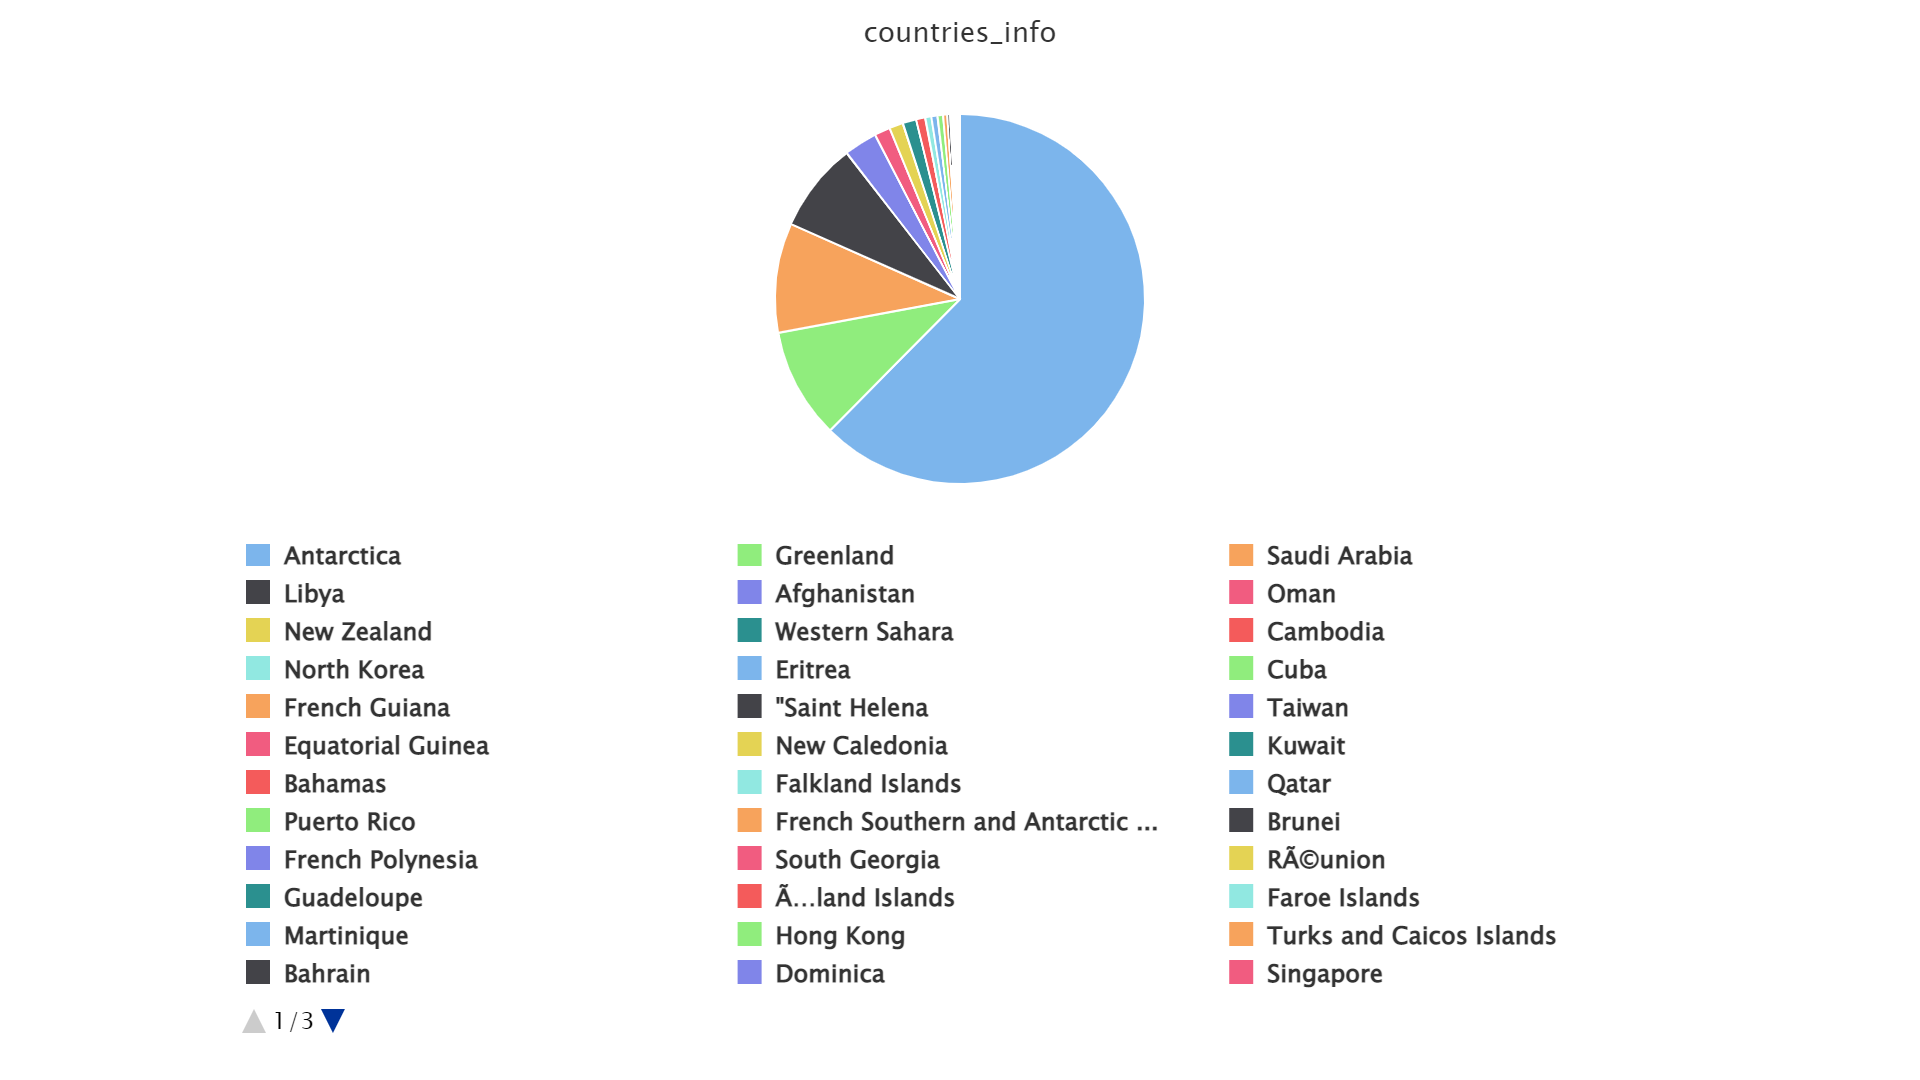 countries_info
Antarctica
Greenland
Saudi Arabia
Libya
Afghanistan
Oman
New Zealand
Western Sahara
Cambodia
North Korea
Eritrea
Cuba
French Guiana
"Saint Helena
Taiwan
Equatorial Guinea
New Caledonia
Kuwait
Bahamas
Falkland Islands
Qatar
Puerto Rico
French Southern and Antarctic ...
Brunei
French Polynesia
South Georgia
RÃ©union
Guadeloupe
Ã…land Islands
Faroe Islands
Martinique
Hong Kong
Turks and Caicos Islands
Bahrain
Dominica
Singapore
1/3